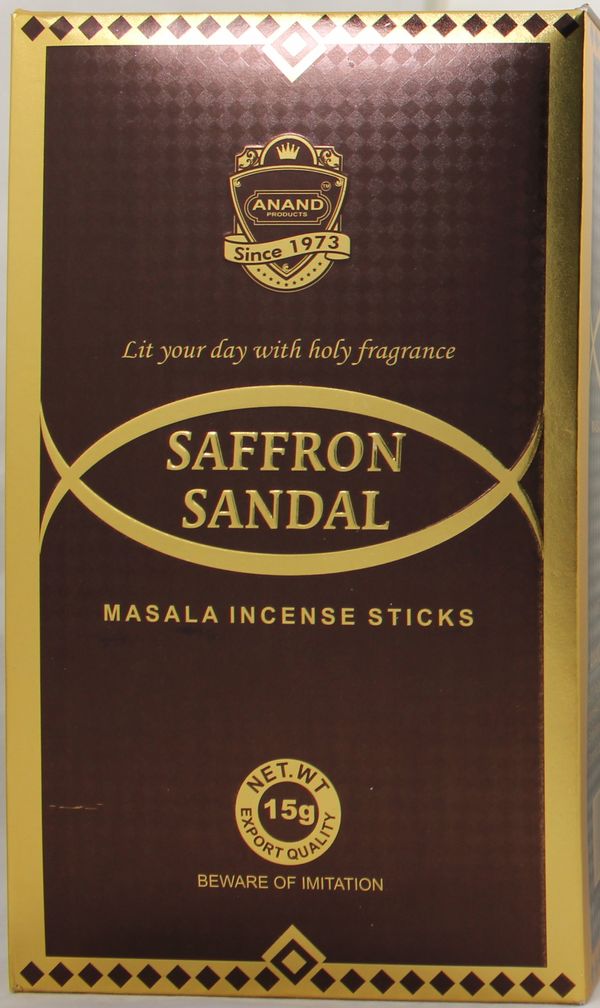 TM
ANAND
PRODUCTS
Since 1973
Lit your day with holy fragrance
SAFFRON
SANDAL
MASALA INCENSE STICKS
NET.WT
15g
EXPORT QUALITY
BEWARE OF IMITATION